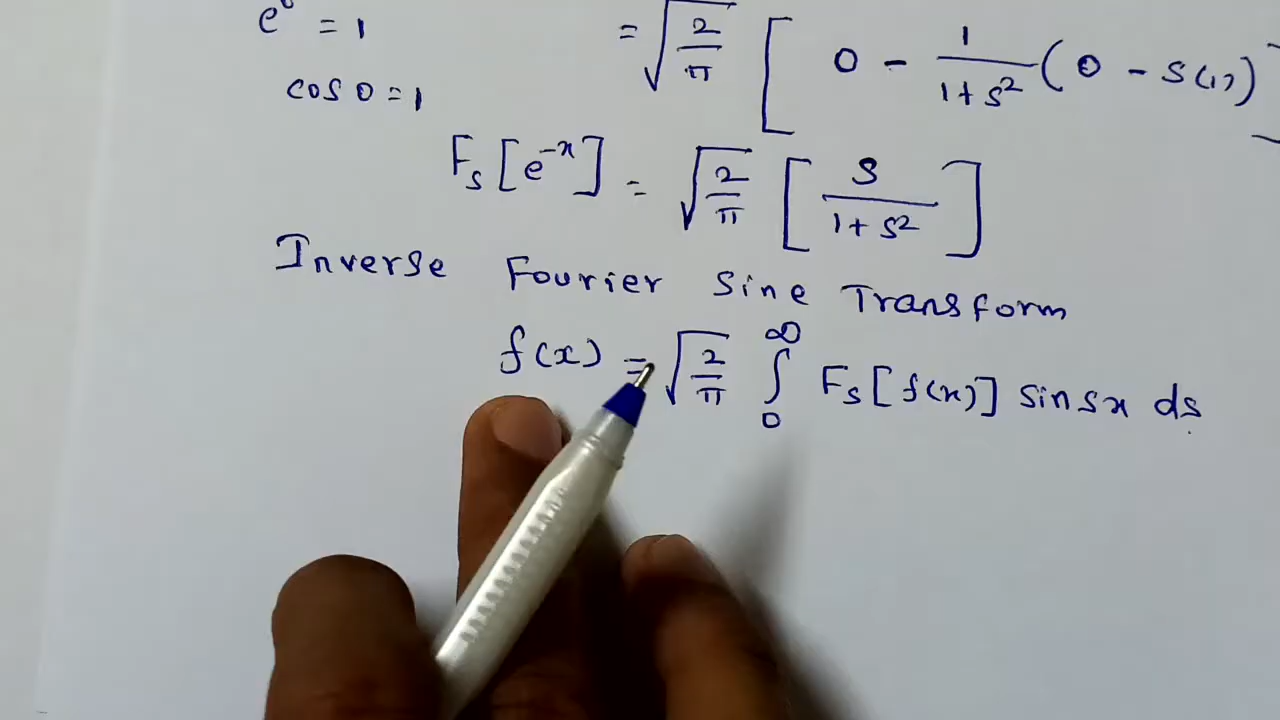 e⁰ = 1
= √(2/π) [ 0 - 1/(1+s²) (0 - s(1))
cos 0 = 1
Fₛ[e⁻ˣ] = √(2/π) [ s/(1+s²) ]
Inverse Fourier Sine Transform
f(x) = √(2/π) ∫₀^∞ Fₛ[f(x)] sin sx ds